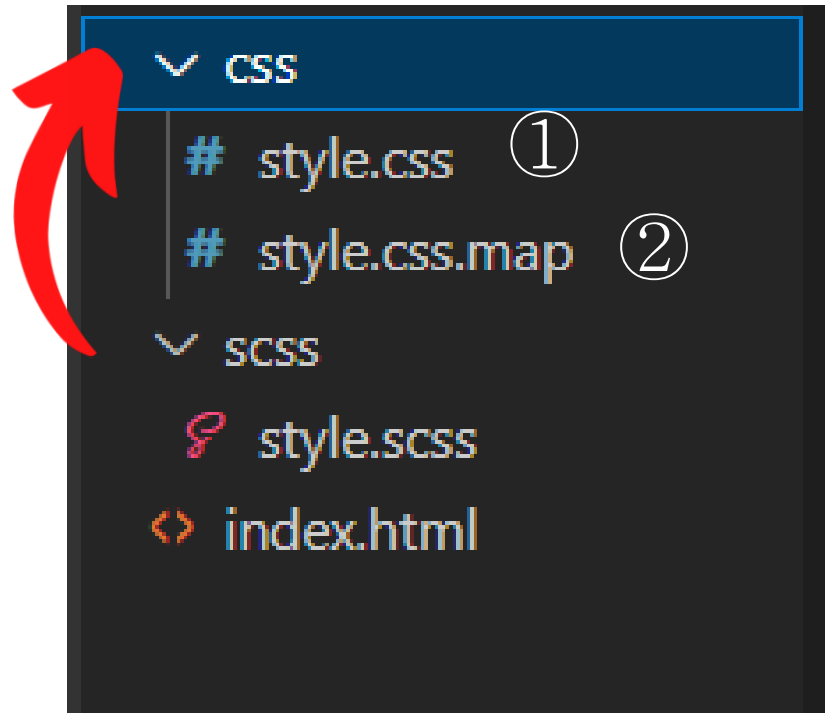 css
# style.css ①
# style.css.map ②
scss
style.scss
<> index.html